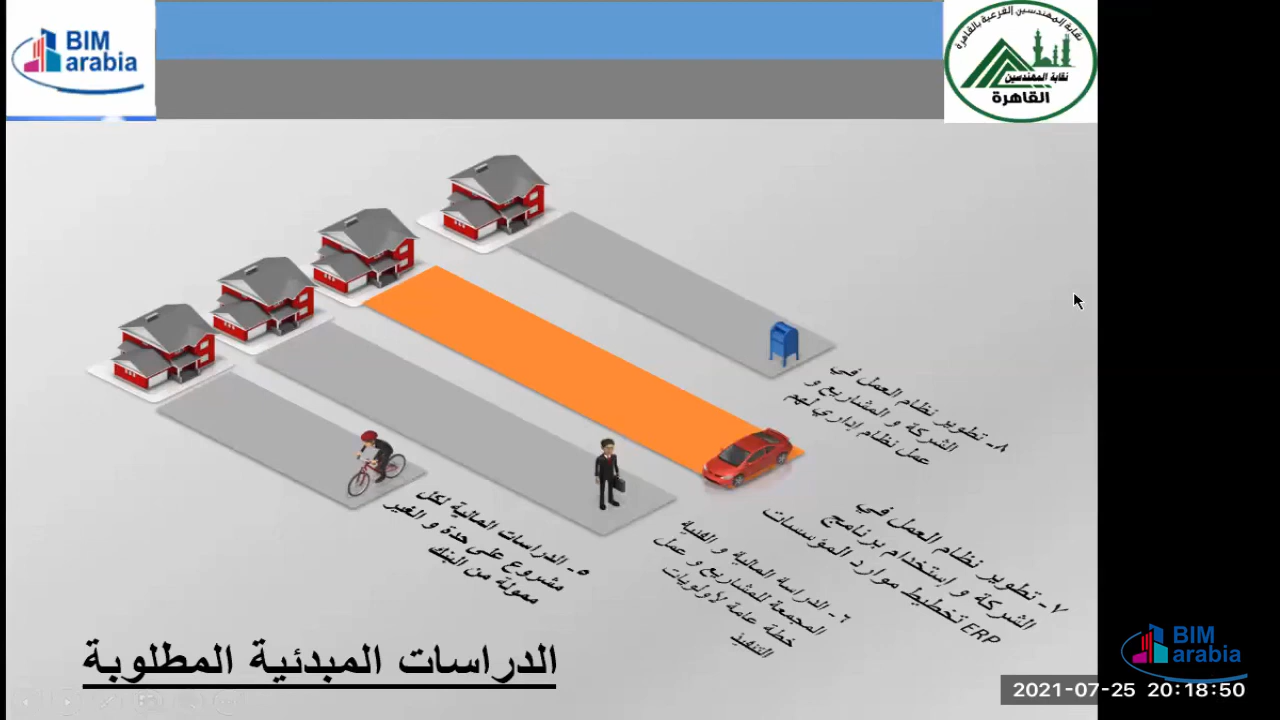 BIM
arabia
نقابة المهندسين الفرعية بالقاهرة
نقابة المهندسين
القاهرة
٨- تطوير نظام العمل في
الشركة و المشاريع و
عمل نظام اداري لهم
٧- تطوير نظام العمل في
الشركة و إستخدام برنامج
ERP تخطيط موارد المؤسسات
٦- الدراسة المالية و الفنية
المجمعة للمشاريع و عمل
خطة عامة لأولويات
التنفيذ
٥- الدراسات المالية لكل
مشروع على حدة و الغير
ممولة من البنك
الدراسات المبدئية المطلوبة
BIM
arabia
2021-07-25 20:18:50